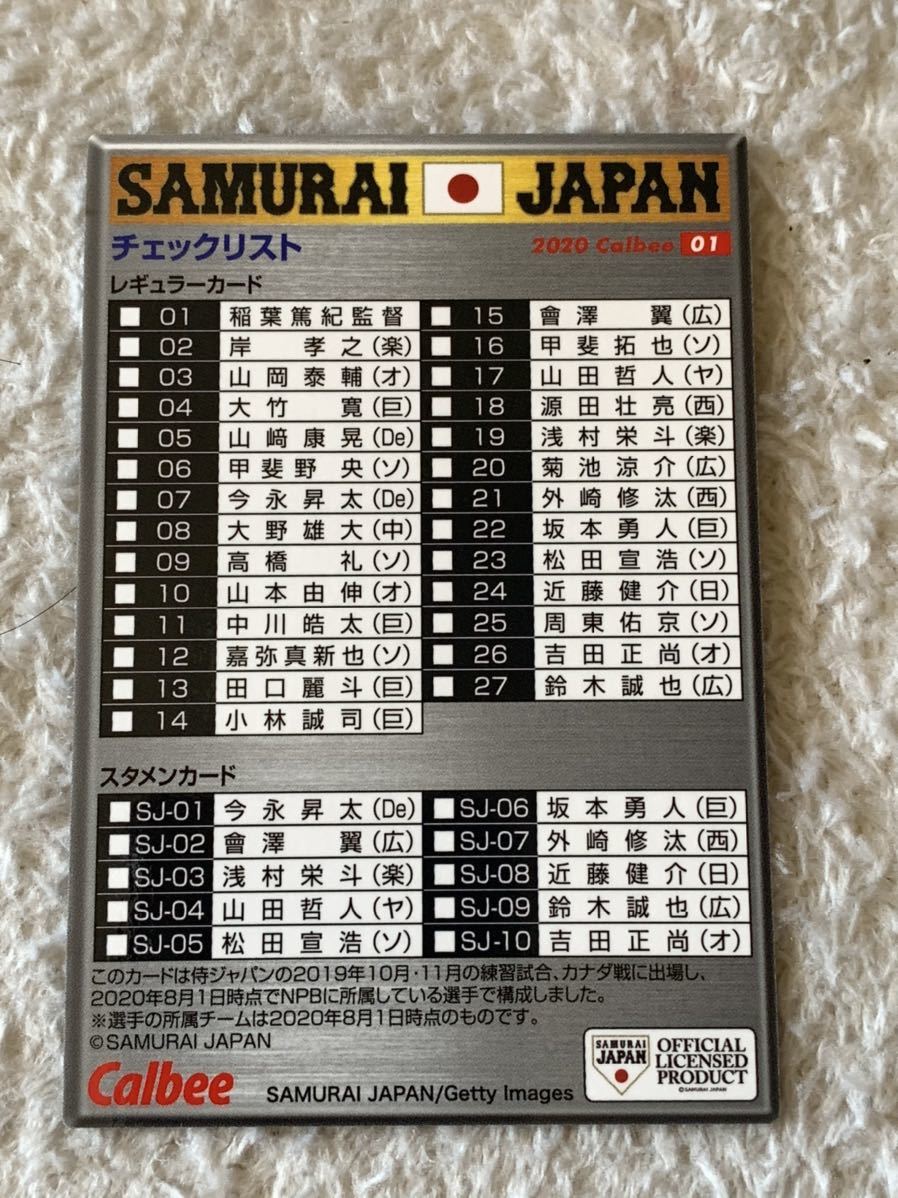 SAMURAI JAPAN
チェックリスト
2020 Calbee 01
レギュラーカード
01 稲葉篤紀監督
02 岸 孝之(楽)
03 山岡泰輔(オ)
04 大竹 寛(巨)
05 山﨑康晃(De)
06 甲斐野 央(ソ)
07 今永昇太(De)
08 大野雄大(中)
09 高橋 礼(ソ)
10 山本由伸(オ)
11 中川皓太(巨)
12 嘉弥真新也(ソ)
13 田口麗斗(巨)
14 小林誠司(巨)
15 會澤 翼(広)
16 甲斐拓也(ソ)
17 山田哲人(ヤ)
18 源田壮亮(西)
19 浅村栄斗(楽)
20 菊池涼介(広)
21 外崎修汰(西)
22 坂本勇人(巨)
23 松田宣浩(ソ)
24 近藤健介(日)
25 周東佑京(ソ)
26 吉田正尚(オ)
27 鈴木誠也(広)
スタメンカード
SJ-01 今永昇太(De)
SJ-02 會澤 翼(広)
SJ-03 浅村栄斗(楽)
SJ-04 山田哲人(ヤ)
SJ-05 松田宣浩(ソ)
SJ-06 坂本勇人(巨)
SJ-07 外崎修汰(西)
SJ-08 近藤健介(日)
SJ-09 鈴木誠也(広)
SJ-10 吉田正尚(オ)
このカードは侍ジャパンの2019年10月・11月の練習試合、カナダ戦に出場し、
2020年8月1日時点でNPBに所属している選手で構成しました。
※選手の所属チームは2020年8月1日時点のものです。
©SAMURAI JAPAN
Calbee
SAMURAI JAPAN/Getty Images
SAMURAI
JAPAN
OFFICIAL
LICENSED
PRODUCT
©SAMURAI JAPAN